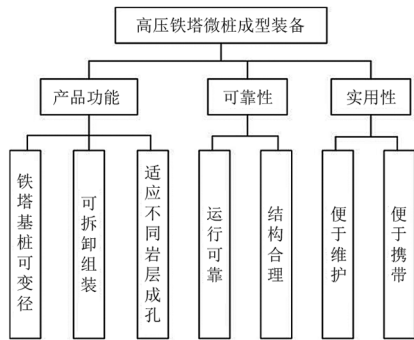 高压铁塔微桩成型装备
产品功能
可靠性
实用性
铁塔基桩可变径
可拆卸组装
适应不同岩层成孔
运行可靠
结构合理
便于维护
便于携带